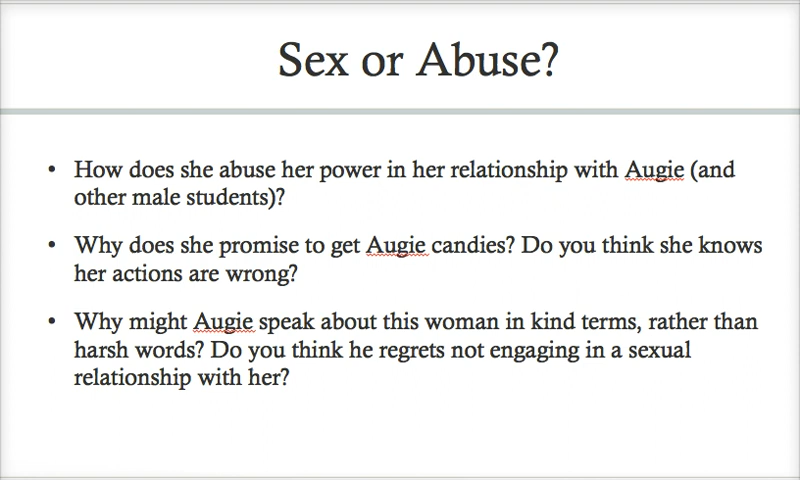 Sex or Abuse?
• How does she abuse her power in her relationship with Augie (and
other male students)?
• Why does she promise to get Augie candies? Do you think she knows
her actions are wrong?
• Why might Augie speak about this woman in kind terms, rather than
harsh words? Do you think he regrets not engaging in a sexual
relationship with her?